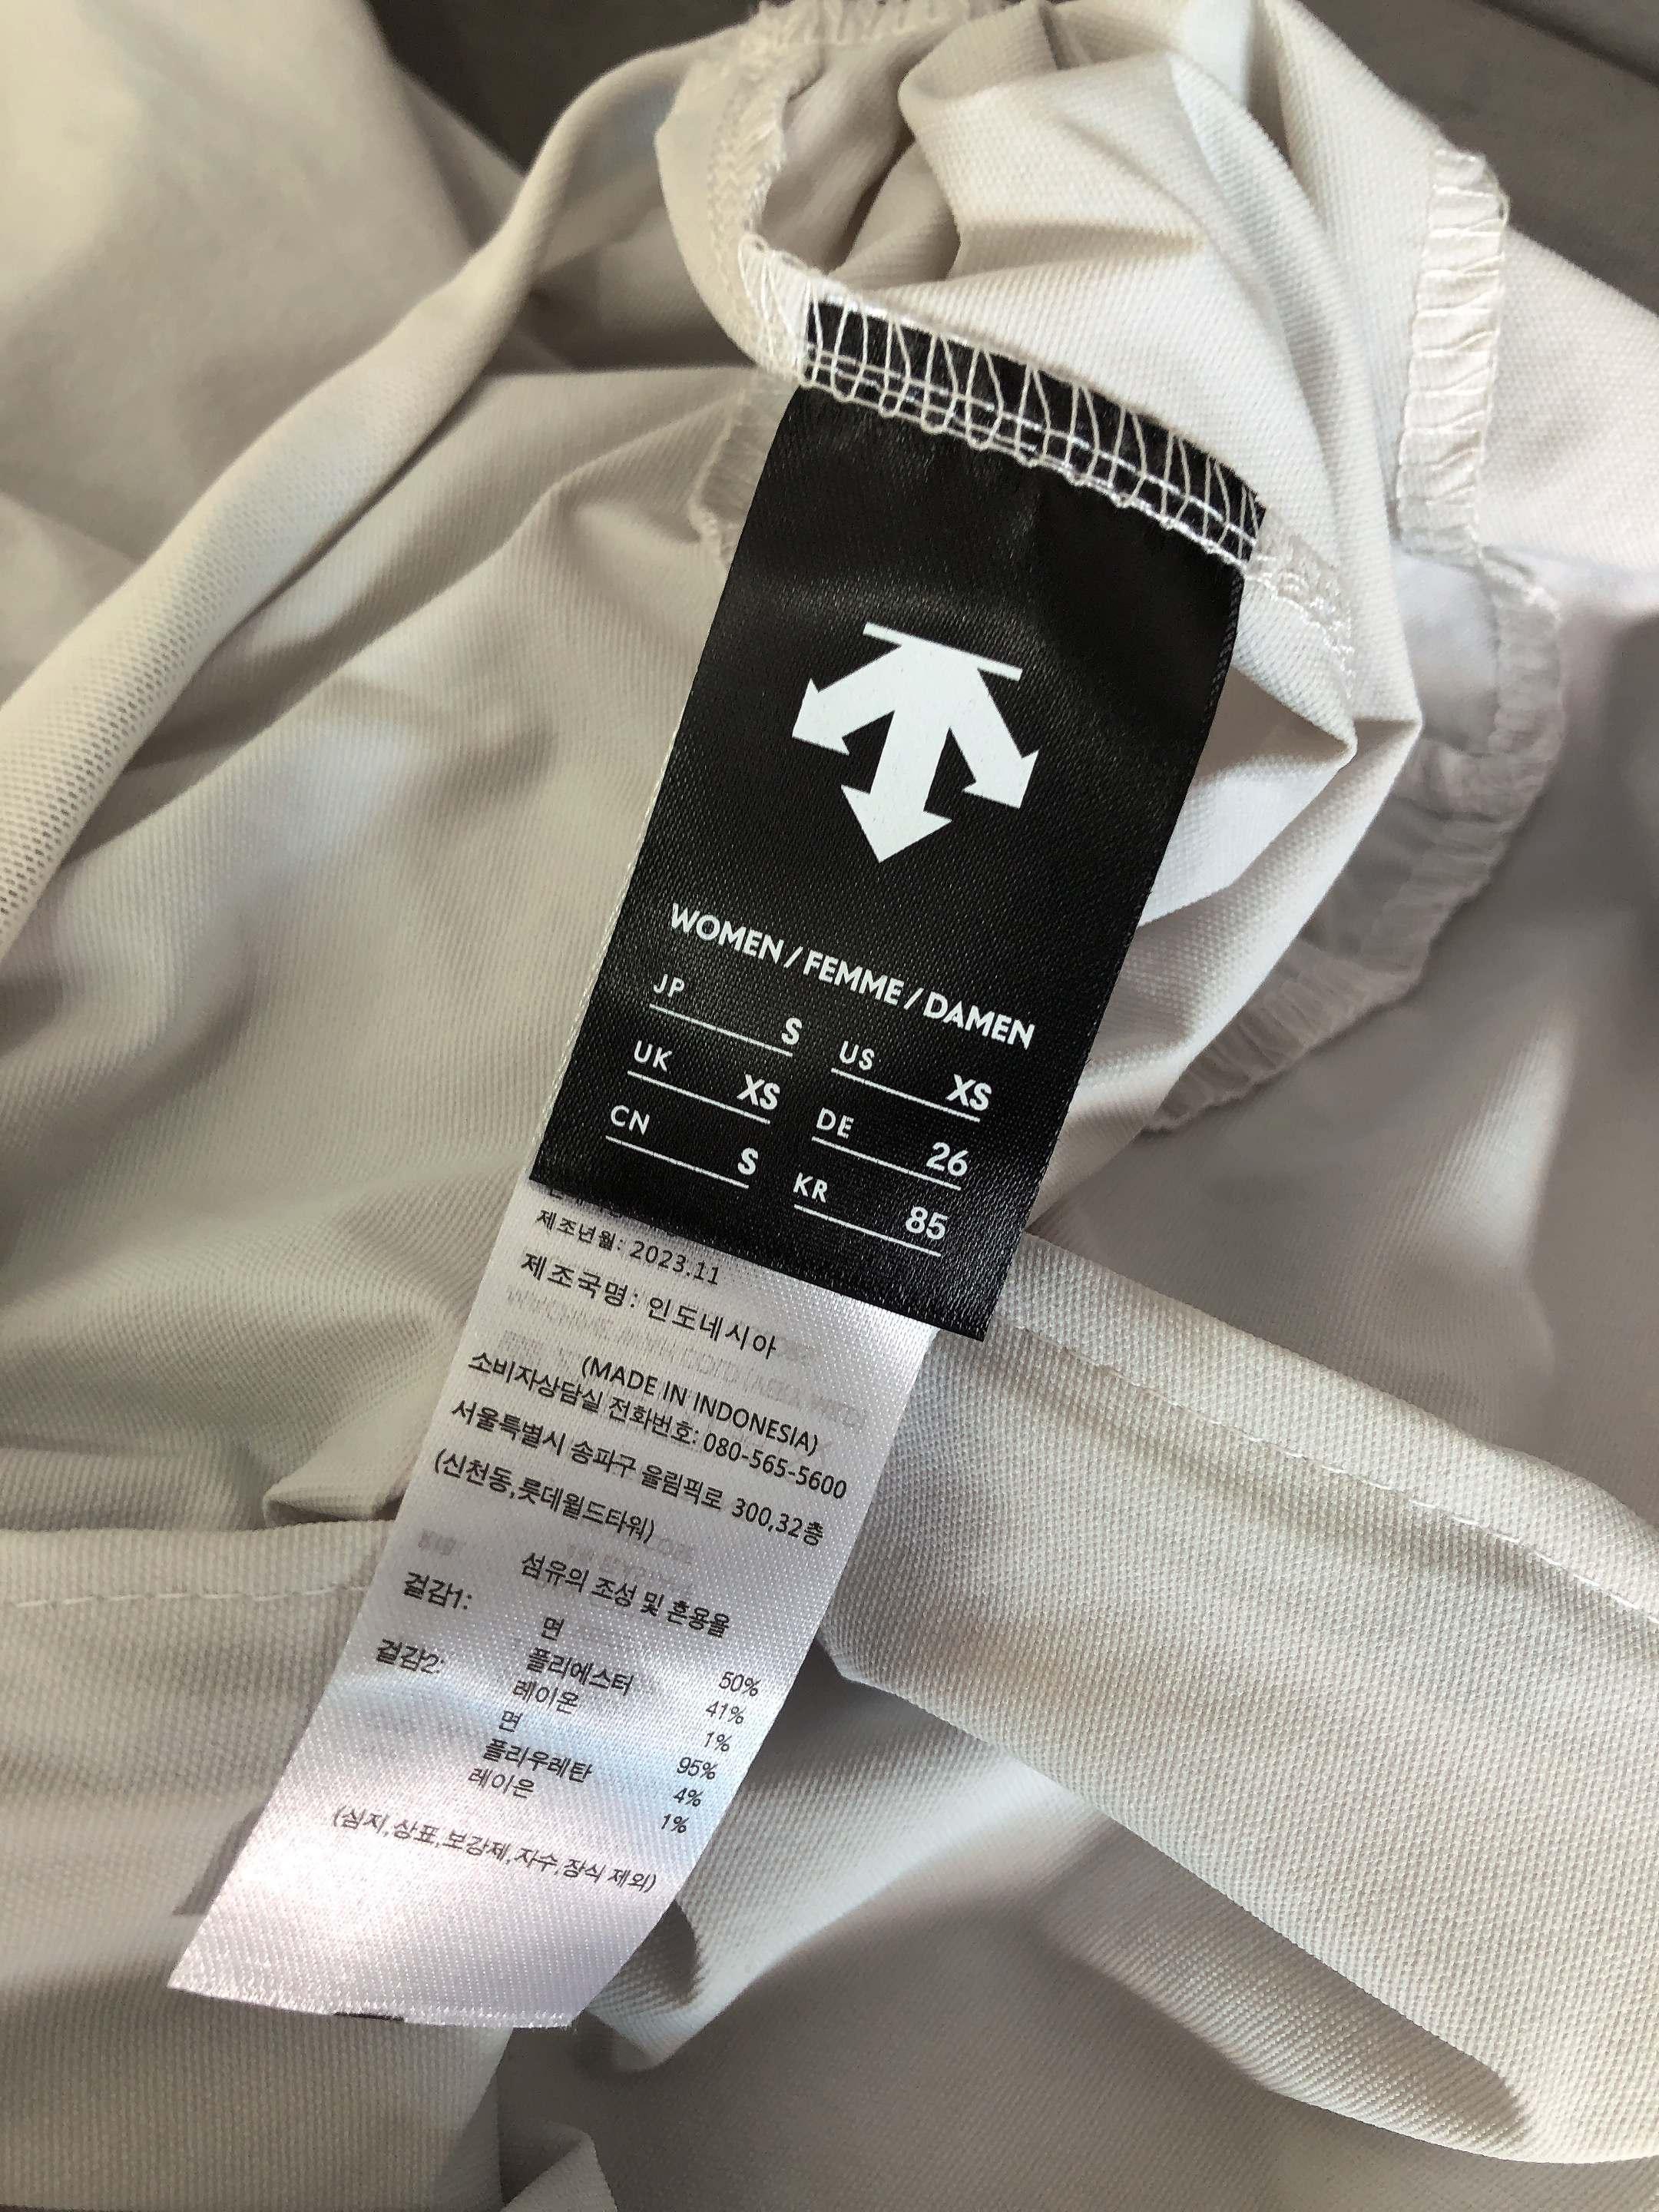 WOMEN / FEMME / DAMEN
JP S
US XS
UK XS
DE 26
CN S
KR 85
제조년월: 2023.11
제조국명: 인도네시아
(MADE IN INDONESIA)
소비자상담실 전화번호: 080-565-5600
서울특별시 송파구 올림픽로 300,32층
(신천동,롯데월드타워)
섬유의 조성 및 혼용율
겉감1:
면 50%
폴리에스터 41%
레이온 1%
겉감2:
면 95%
폴리우레탄 4%
레이온 1%
(심지,상표,보강제,자수,장식 제외)